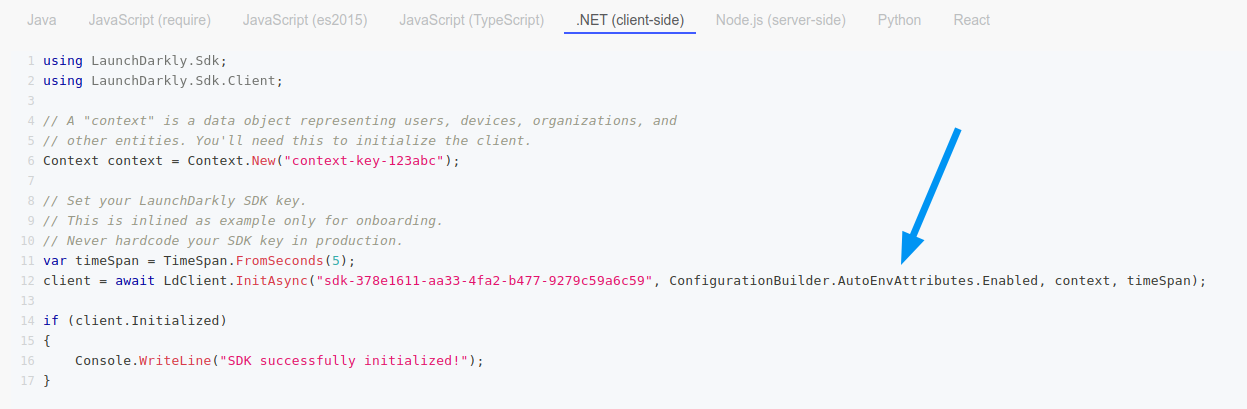 Java JavaScript (require) JavaScript (es2015) JavaScript (TypeScript) .NET (client-side) Node.js (server-side) Python React
1 using LaunchDarkly.Sdk;
2 using LaunchDarkly.Sdk.Client;
3
4 // A "context" is a data object representing users, devices, organizations, and
5 // other entities. You'll need this to initialize the client.
6 Context context = Context.New("context-key-123abc");
7
8 // Set your LaunchDarkly SDK key.
9 // This is inlined as example only for onboarding.
10 // Never hardcode your SDK key in production.
11 var timeSpan = TimeSpan.FromSeconds(5);
12 client = await LdClient.InitAsync("sdk-378e1611-aa33-4fa2-b477-9279c59a6c59", ConfigurationBuilder.AutoEnvAttributes.Enabled, context, timeSpan);
13
14 if (client.Initialized)
15 {
16     Console.WriteLine("SDK successfully initialized!");
17 }